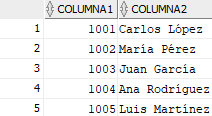 COLUMNA1 COLUMNA2
1 1001 Carlos López
2 1002 María Pérez
3 1003 Juan García
4 1004 Ana Rodríguez
5 1005 Luis Martínez